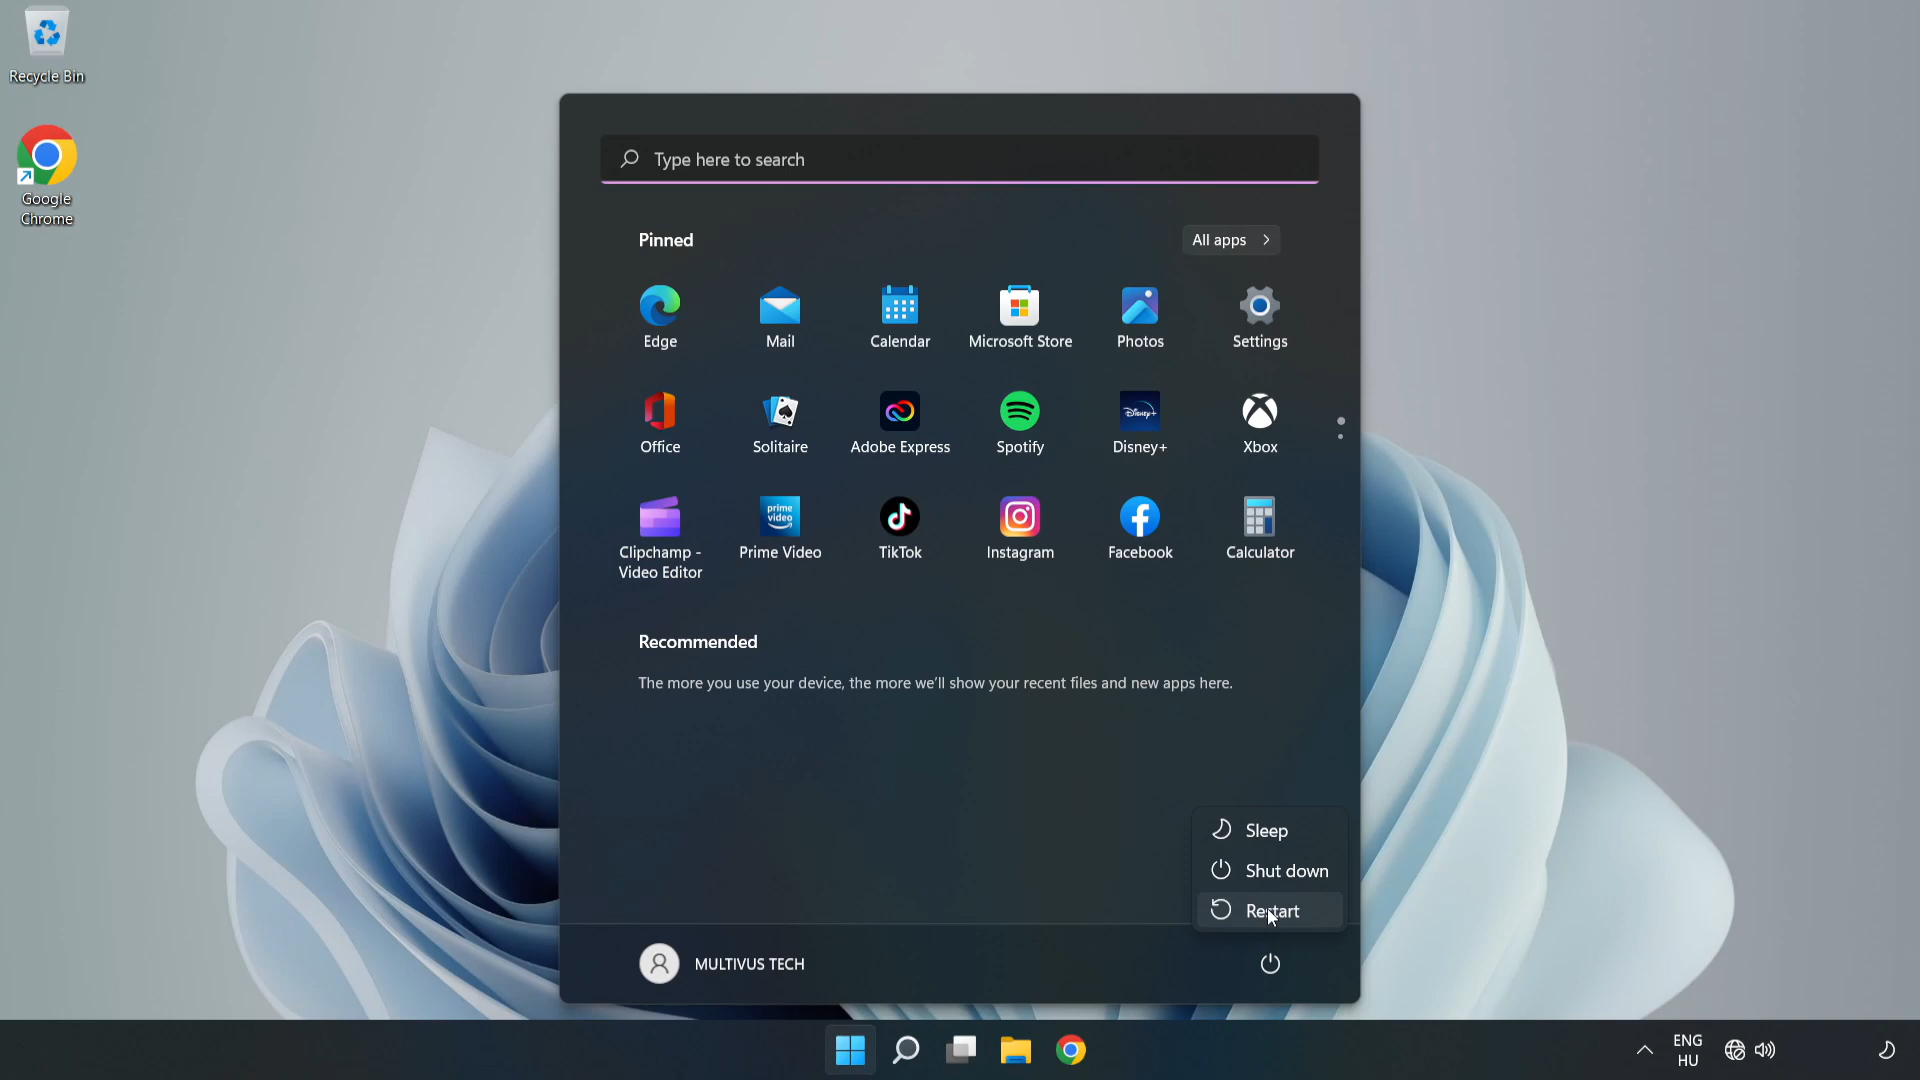 Recycle Bin
Google
Chrome
Type here to search
Pinned
All apps
Edge
Mail
Calendar
Microsoft Store
Photos
Settings
Office
Solitaire
Adobe Express
Disney+
Spotify
Disney+
Xbox
prime
video
Clipchamp -
Video Editor
Prime Video
TikTok
Instagram
Facebook
Calculator
Recommended
The more you use your device, the more we'll show your recent files and new apps here.
Sleep
Shut down
Restart
MULTIVUS TECH
ENG
HU